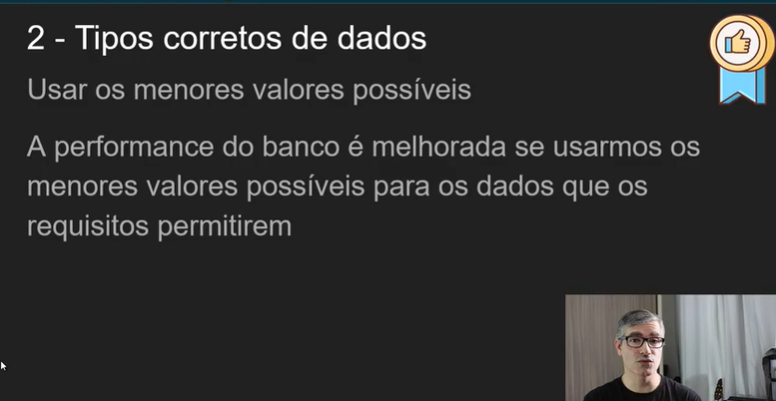 2 - Tipos corretos de dados
Usar os menores valores possíveis
A performance do banco é melhorada se usarmos os
menores valores possíveis para os dados que os
requisitos permitirem